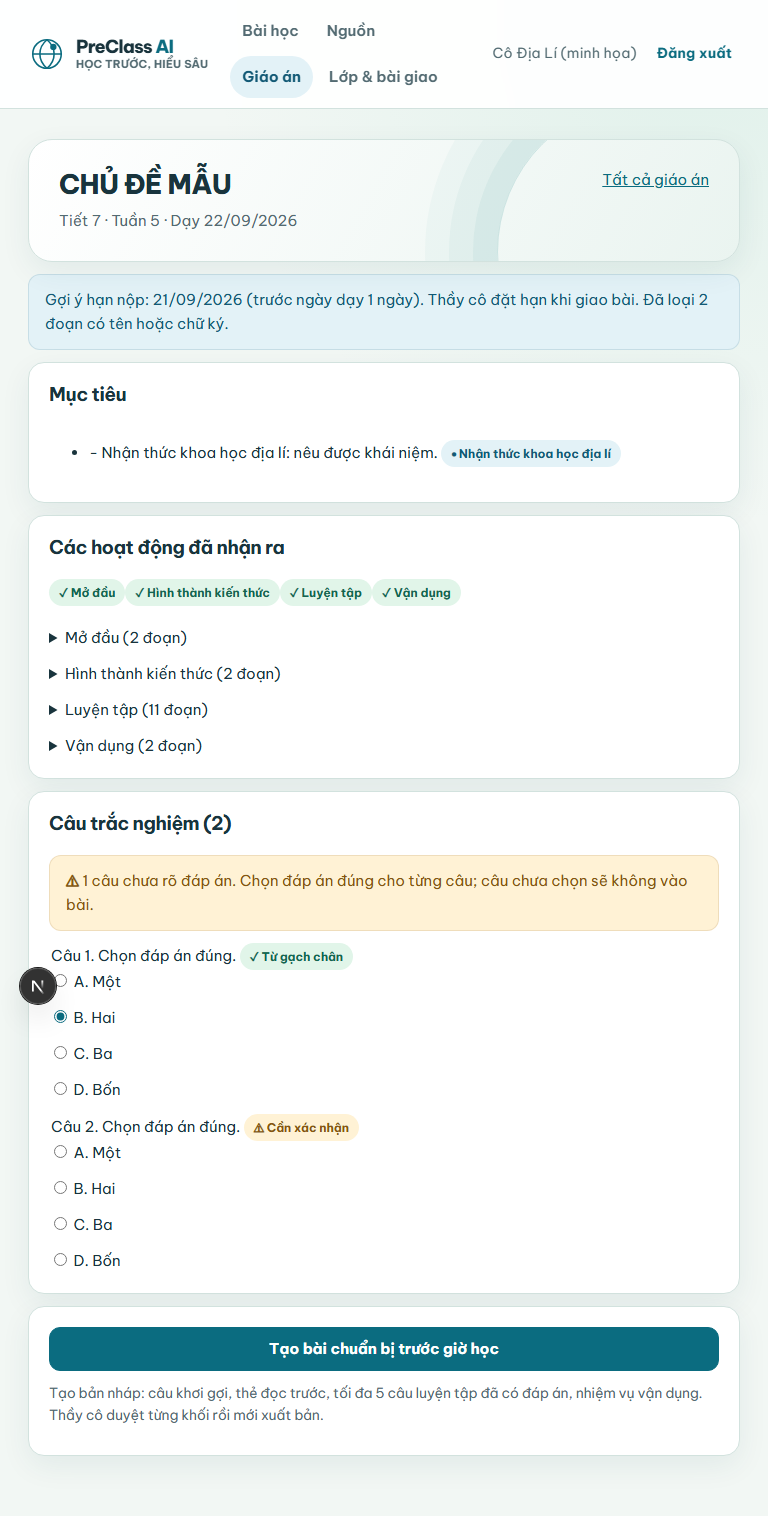 PreClass AI
HỌC TRƯỚC, HIỂU SÂU
Bài học
Nguồn
Giáo án
Lớp & bài giao
Cô Địa Lí (minh họa)
Đăng xuất
CHỦ ĐỀ MẪU
Tất cả giáo án
Tiết 7 · Tuần 5 · Dạy 22/09/2026
Gợi ý hạn nộp: 21/09/2026 (trước ngày dạy 1 ngày). Thầy cô đặt hạn khi giao bài. Đã loại 2
đoạn có tên hoặc chữ ký.
Mục tiêu
- Nhận thức khoa học địa lí: nêu được khái niệm. Nhận thức khoa học địa lí
Các hoạt động đã nhận ra
✓ Mở đầu ✓ Hình thành kiến thức ✓ Luyện tập ✓ Vận dụng
Mở đầu (2 đoạn)
Hình thành kiến thức (2 đoạn)
Luyện tập (11 đoạn)
Vận dụng (2 đoạn)
Câu trắc nghiệm (2)
⚠ 1 câu chưa rõ đáp án. Chọn đáp án đúng cho từng câu; câu chưa chọn sẽ không vào
bài.
Câu 1. Chọn đáp án đúng. ✓ Từ gạch chân
A. Một
B. Hai
C. Ba
D. Bốn
Câu 2. Chọn đáp án đúng. ⚠ Cần xác nhận
A. Một
B. Hai
C. Ba
D. Bốn
N
Tạo bài chuẩn bị trước giờ học
Tạo bản nháp: câu khơi gợi, thẻ đọc trước, tối đa 5 câu luyện tập đã có đáp án, nhiệm vụ vận dụng.
Thầy cô duyệt từng khối rồi mới xuất bản.